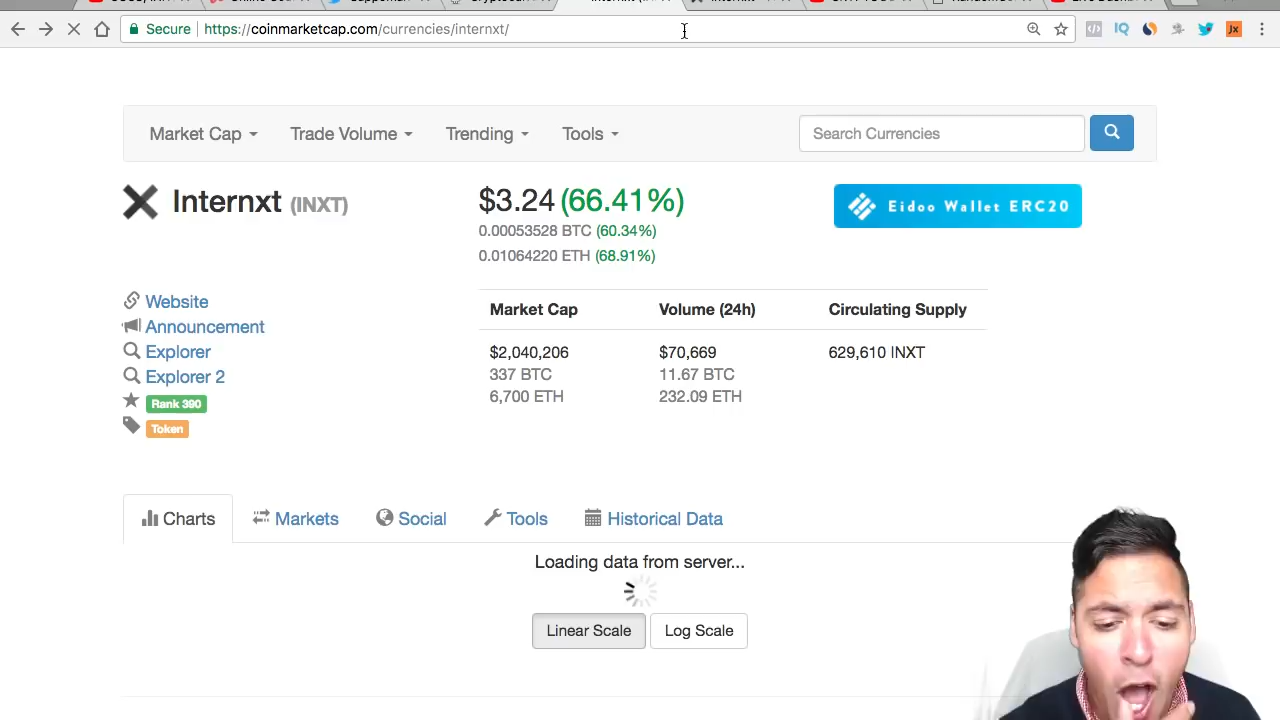 Secure
https://coinmarketcap.com/currencies/internxt/
IQ
Jx
Market Cap
Trade Volume
Trending
Tools
Search Currencies
Internxt (INXT)
$3.24 (66.41%)
0.00053528 BTC (60.34%)
0.01064220 ETH (68.91%)
Eidoo Wallet ERC20
Website
Announcement
Explorer
Explorer 2
Rank 390
Token
Market Cap
Volume (24h)
Circulating Supply
$2,040,206
$70,669
629,610 INXT
337 BTC
11.67 BTC
6,700 ETH
232.09 ETH
Charts
Markets
Social
Tools
Historical Data
Loading data from server...
Linear Scale
Log Scale